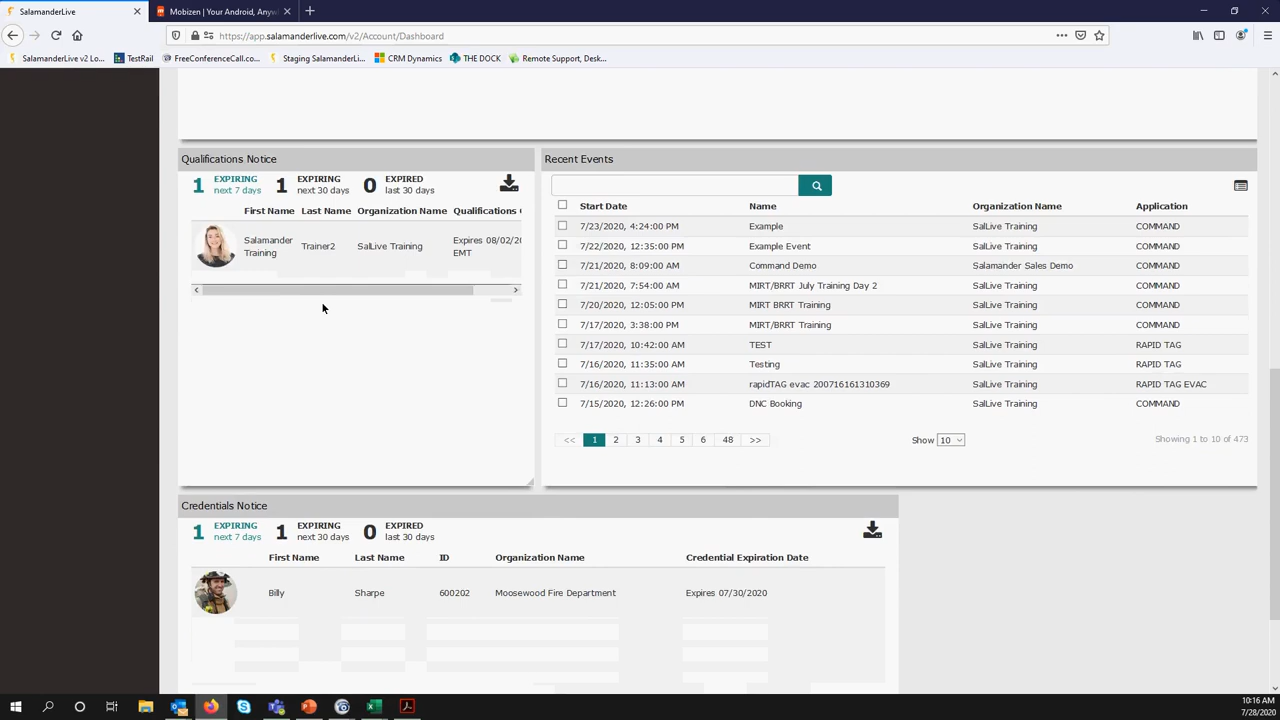 SalamanderLive
Mobizen | Your Android, Anyw
https://app.salamanderlive.com/v2/Account/Dashboard
SalamanderLive v2 Lo... TestRail FreeConferenceCall.co... Staging SalamanderLi... CRM Dynamics THE DOCK Remote Support, Desk...
Qualifications Notice
1 EXPIRING next 7 days 1 EXPIRING next 30 days 0 EXPIRED last 30 days
First Name Last Name Organization Name Qualifications
Salamander Training Trainer2 SalLive Training Expires 08/02/20
EMT
Recent Events
Start Date Name Organization Name Application
7/23/2020, 4:24:00 PM Example SalLive Training COMMAND
7/22/2020, 12:35:00 PM Example Event SalLive Training COMMAND
7/21/2020, 8:09:00 AM Command Demo Salamander Sales Demo COMMAND
7/21/2020, 7:54:00 AM MIRT/BRRT July Training Day 2 SalLive Training COMMAND
7/20/2020, 12:05:00 PM MIRT BRRT Training SalLive Training COMMAND
7/17/2020, 3:38:00 PM MIRT/BRRT Training SalLive Training COMMAND
7/17/2020, 10:42:00 AM TEST SalLive Training RAPID TAG
7/16/2020, 11:35:00 AM Testing SalLive Training RAPID TAG
7/16/2020, 11:13:00 AM rapidTAG evac 200716161310369 SalLive Training RAPID TAG EVAC
7/15/2020, 12:26:00 PM DNC Booking SalLive Training COMMAND
<< 1 2 3 4 5 6 48 >> Show 10 Showing 1 to 10 of 473
Credentials Notice
1 EXPIRING next 7 days 1 EXPIRING next 30 days 0 EXPIRED last 30 days
First Name Last Name ID Organization Name Credential Expiration Date
Billy Sharpe 600202 Moosewood Fire Department Expires 07/30/2020
10:16 AM
7/28/2020